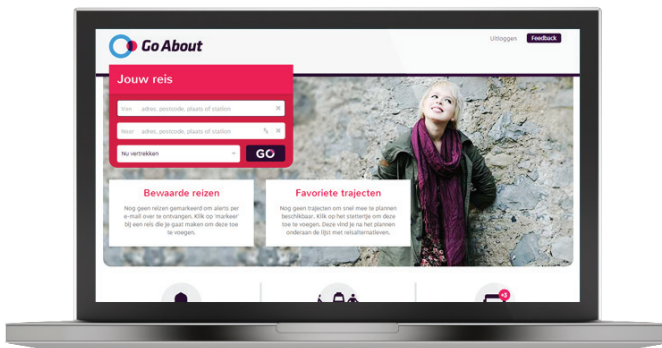 Go About
Uitloggen
Feedback
Jouw reis
Van adres, postcode, plaats of station
Naar adres, postcode, plaats of station
Nu vertrekken
GO
Bewaarde reizen
Nog geen reizen gemarkeerd om alerts per
e-mail over te ontvangen. Klik op 'markeer'
bij een reis die je gaat maken om deze toe
te voegen.
Favoriete trajecten
Nog geen trajecten om snel mee te plannen
beschikbaar. Klik op het sterretje om deze
toe te voegen. Deze vind je na het plannen
onderaan de lijst met reisalternatieven.
+3